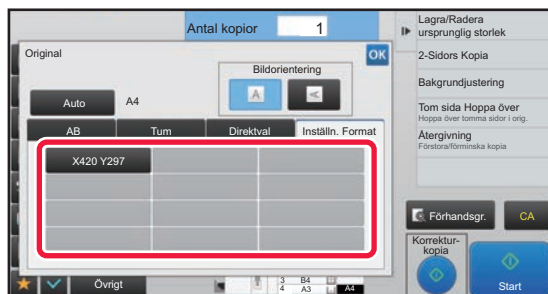 Antal kopior 1
Original
OK
Bildorientering
A
A
Auto A4
AB Tum Direktval Inställn. Format
X420 Y297
Övrigt
3 B4
4 A3 A4
Lagra/Radera
ursprunglig storlek
2-Sidors Kopia
Bakgrundjustering
Tom sida Hoppa över
Hoppa över tomma sidor i orig.
Återgivning
Förstora/förminska kopia
Förhandsgr. CA
Korrektur-
kopia
Start